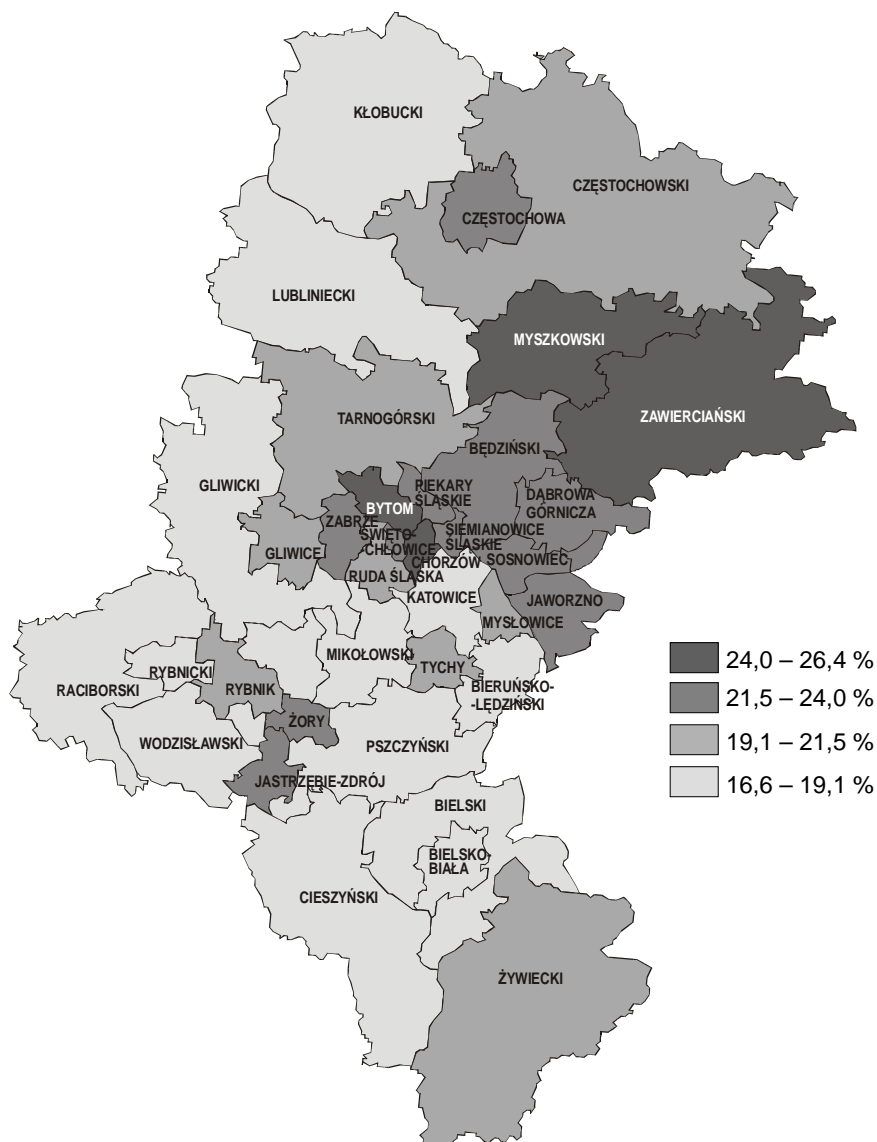 KŁOBUCKI
CZĘSTOCHOWSKI
CZĘSTOCHOWA
LUBLINIECKI
MYSZKOWSKI
ZAWIERCIAŃSKI
TARNOGÓRSKI
BĘDZIŃSKI
GLIWICKI
PIEKARY
ŚLĄSKIE
DĄBROWA
GÓRNICZA
BYTOM
ZABRZE
ŚWIĘTO-
-CHŁOWICE
SIEMIANOWICE
ŚLĄSKIE
GLIWICE
CHORZÓW
SOSNOWIEC
RUDA ŚLĄSKA
KATOWICE
JAWORZNO
MYSŁOWICE
MIKOŁOWSKI
TYCHY
RYBNICKI
RACIBORSKI
RYBNIK
BIERUŃSKO-
-LĘDZIŃSKI
ŻORY
WODZISŁAWSKI
PSZCZYŃSKI
JASTRZĘBIE-ZDRÓJ
BIELSKI
BIELSKO-
BIAŁA
CIESZYŃSKI
ŻYWIECKI
24,0 – 26,4 %
21,5 – 24,0 %
19,1 – 21,5 %
16,6 – 19,1 %